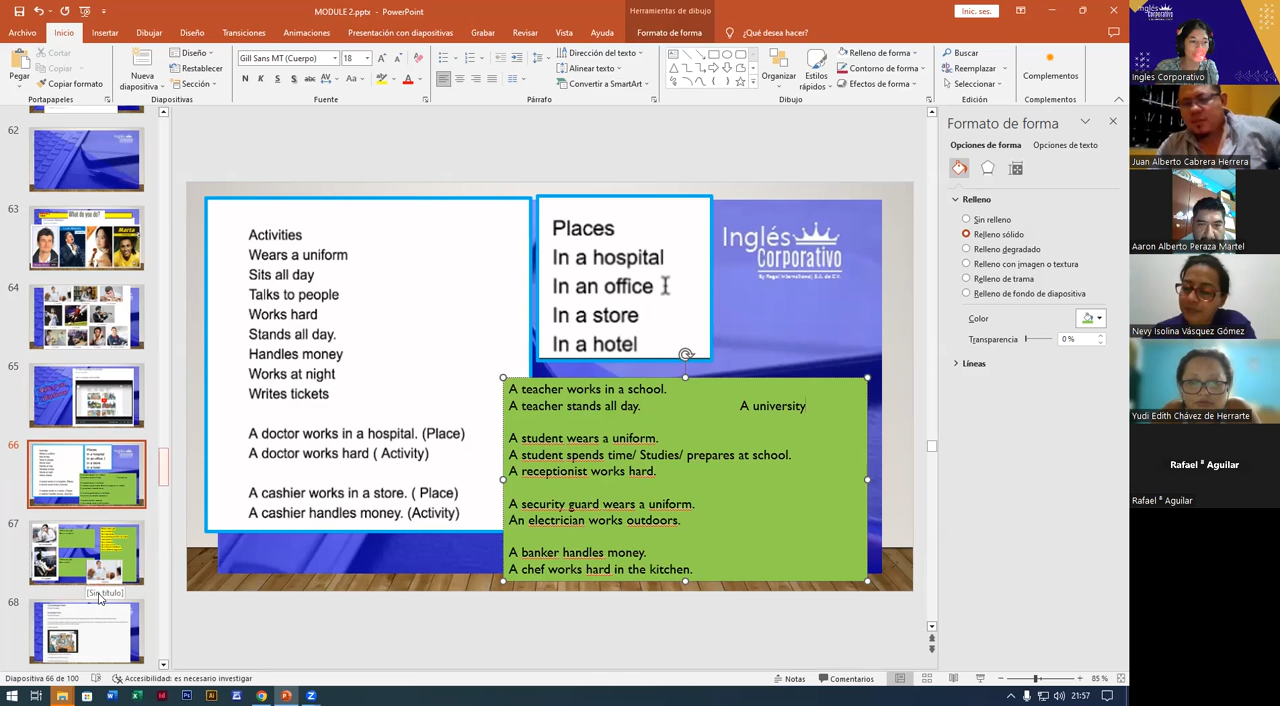 MODULE 2.pptx - PowerPoint
Herramientas de dibujo
Inic. ses.
Archivo Inicio Insertar Dibujar Diseño Transiciones Animaciones Presentación con diapositivas Grabar Revisar Vista Ayuda Formato de forma ¿Qué desea hacer?
Pegar
Cortar
Copiar
Copiar formato
Portapapeles
Nueva
diapositiva
Diseño
Restablecer
Sección
Diapositivas
Gill Sans MT (Cuerpo) 18
N K S S abc AV Aa
Fuente
Dirección del texto
Alinear texto
Convertir a SmartArt
Párrafo
Organizar
Estilos
rápidos
Relleno de forma
Contorno de forma
Efectos de forma
Dibujo
Buscar
Reemplazar
Seleccionar
Edición
Complementos
Complementos
62
63
What do you do?
Marta
64
65
66
67
[Sin título]
68
Activities
Wears a uniform
Sits all day
Talks to people
Works hard
Stands all day.
Handles money
Works at night
Writes tickets
A doctor works in a hospital. (Place)
A doctor works hard ( Activity)
A cashier works in a store. ( Place)
A cashier handles money. (Activity)
Places
In a hospital
In an office
In a store
In a hotel
Inglés
Corporativo
By Regal International, S.A. de C.V.
A teacher works in a school.
A teacher stands all day. A university
A student wears a uniform.
A student spends time/ Studies/ prepares at school.
A receptionist works hard.
A security guard wears a uniform.
An electrician works outdoors.
A banker handles money.
A chef works hard in the kitchen.
Formato de forma
Opciones de forma Opciones de texto
Relleno
Sin relleno
Relleno sólido
Relleno degradado
Relleno con imagen o textura
Relleno de trama
Relleno de fondo de diapositiva
Color
Transparencia 0 %
Líneas
Inglés
Corporativo
Inglés Corporativo
Juan Alberto Cabrera Herrera
Aaron Alberto Peraza Martel
Nevy Isolina Vásquez Gómez
Yudi Edith Chávez de Herrarte
Rafael ª Aguilar
Rafael ª Aguilar
Diapositiva 66 de 100 Accesibilidad: es necesario investigar Notas Comentarios 85 %
21:57